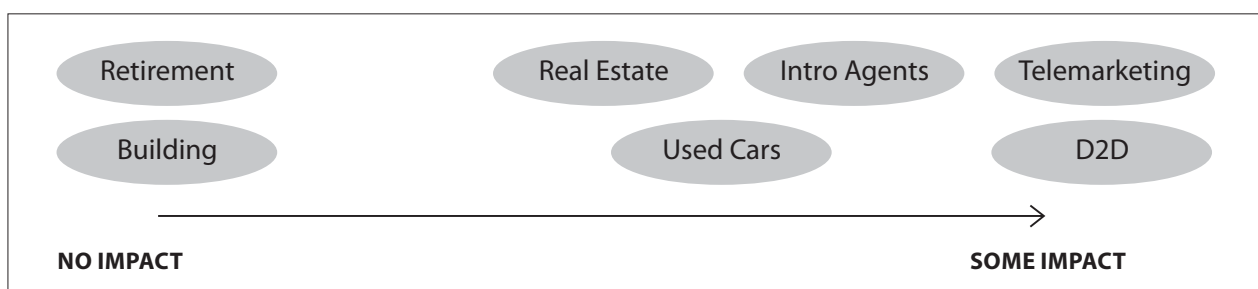 Retirement Real Estate Intro Agents Telemarketing
Building Used Cars D2D
NO IMPACT SOME IMPACT